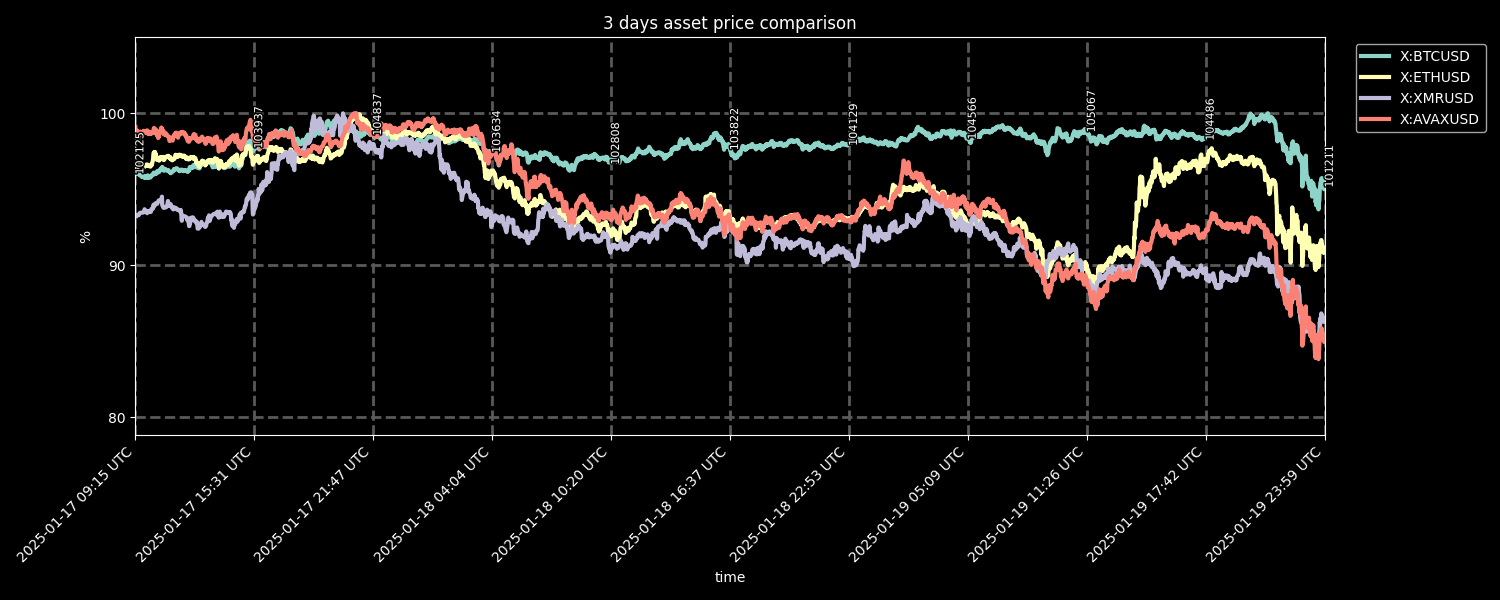 3 days asset price comparison
X:BTCUSD
X:ETHUSD
X:XMRUSD
X:AVAXUSD
%
100
90
80
103937
104837
103634
102808
103822
104129
104566
105067
104486
101211
2025-01-17 09:15 UTC
2025-01-17 15:31 UTC
2025-01-17 21:47 UTC
2025-01-18 04:04 UTC
2025-01-18 10:20 UTC
2025-01-18 16:37 UTC
2025-01-18 22:53 UTC
2025-01-19 05:09 UTC
2025-01-19 11:26 UTC
2025-01-19 17:42 UTC
2025-01-19 23:59 UTC
time